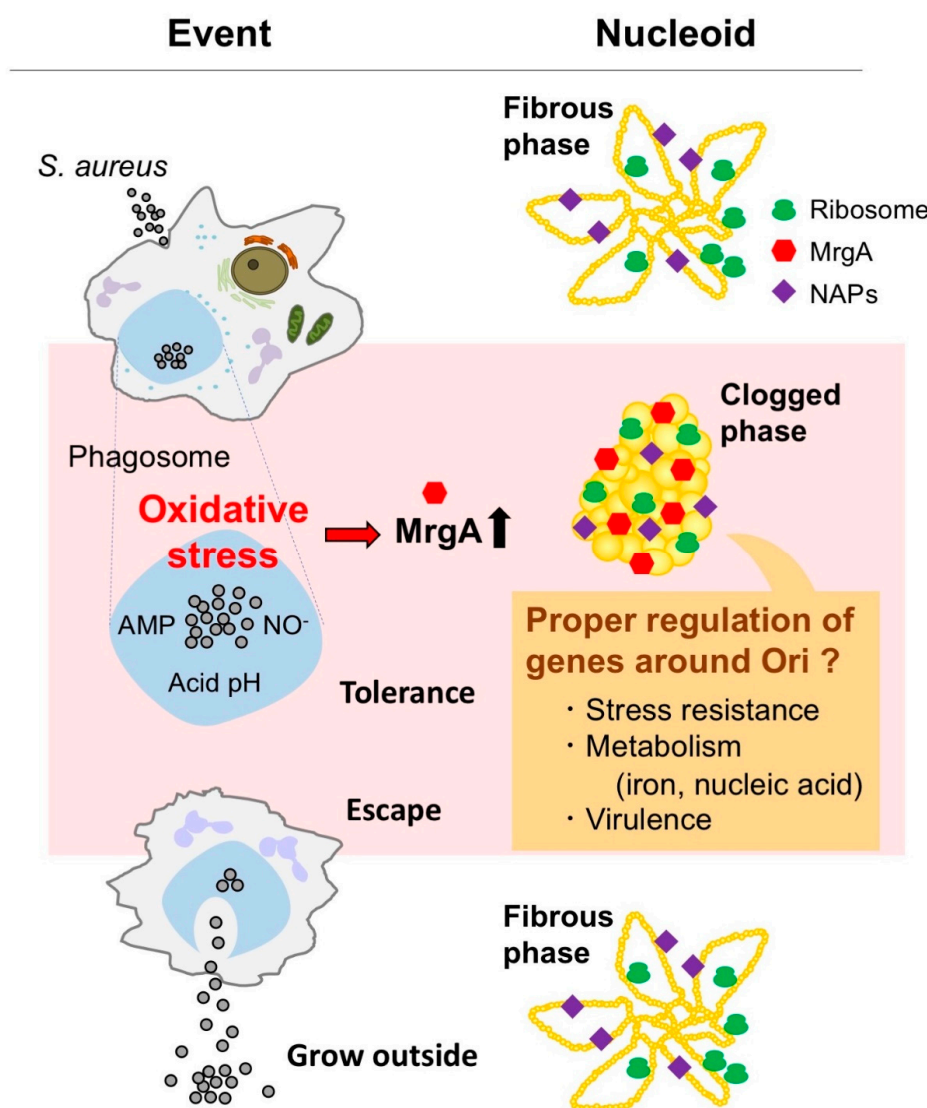 Event
Nucleoid
Fibrous
phase
S. aureus
Ribosome
MrgA
NAPs
Clogged
phase
Phagosome
Oxidative
stress
MrgA
AMP
NO-
Acid pH
Tolerance
Proper regulation of
genes around Ori ?
・ Stress resistance
・ Metabolism
(iron, nucleic acid)
・ Virulence
Escape
Fibrous
phase
Grow outside